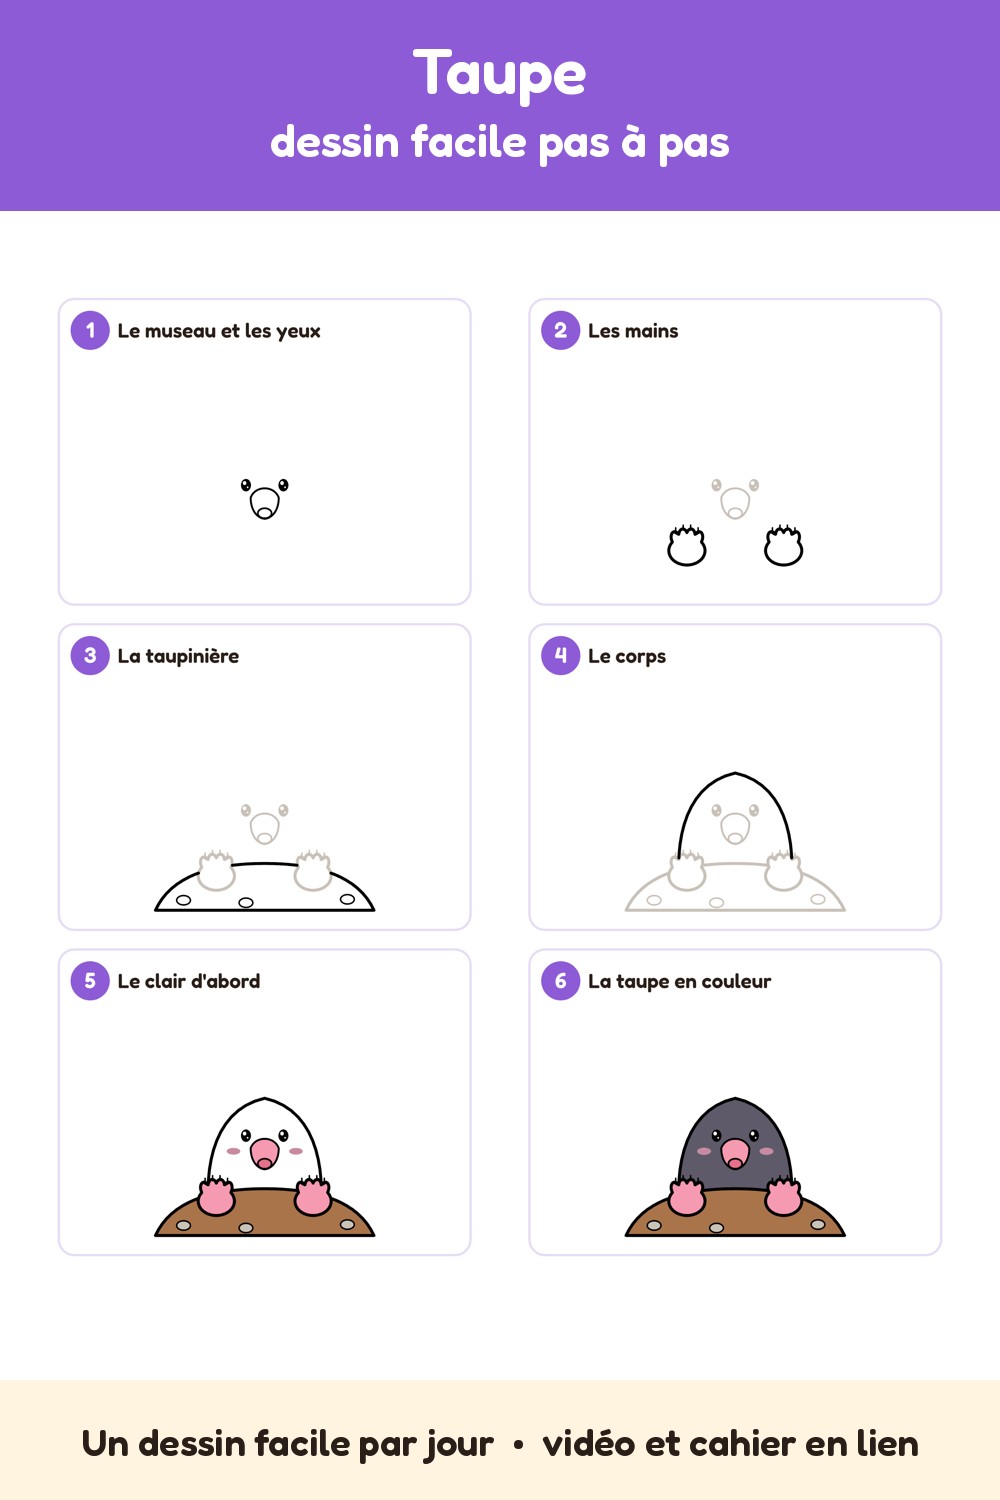 Taupe
dessin facile pas à pas
1 Le museau et les yeux
2 Les mains
3 La taupinière
4 Le corps
5 Le clair d'abord
6 La taupe en couleur
Un dessin facile par jour • vidéo et cahier en lien